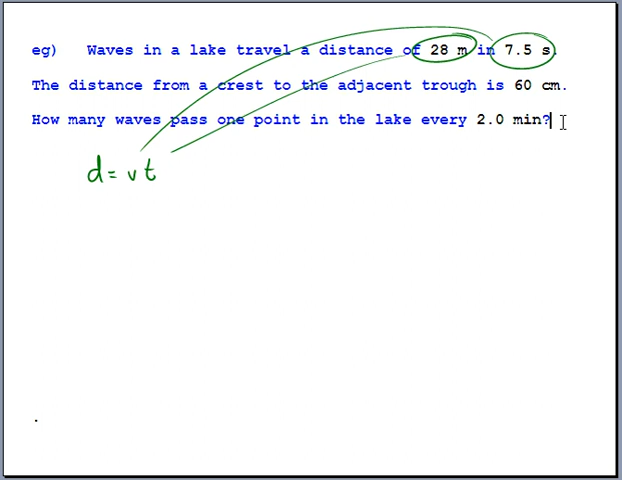 eg) Waves in a lake travel a distance of 28 m in 7.5 s.
The distance from a crest to the adjacent trough is 60 cm.
How many waves pass one point in the lake every 2.0 min?
d = vt